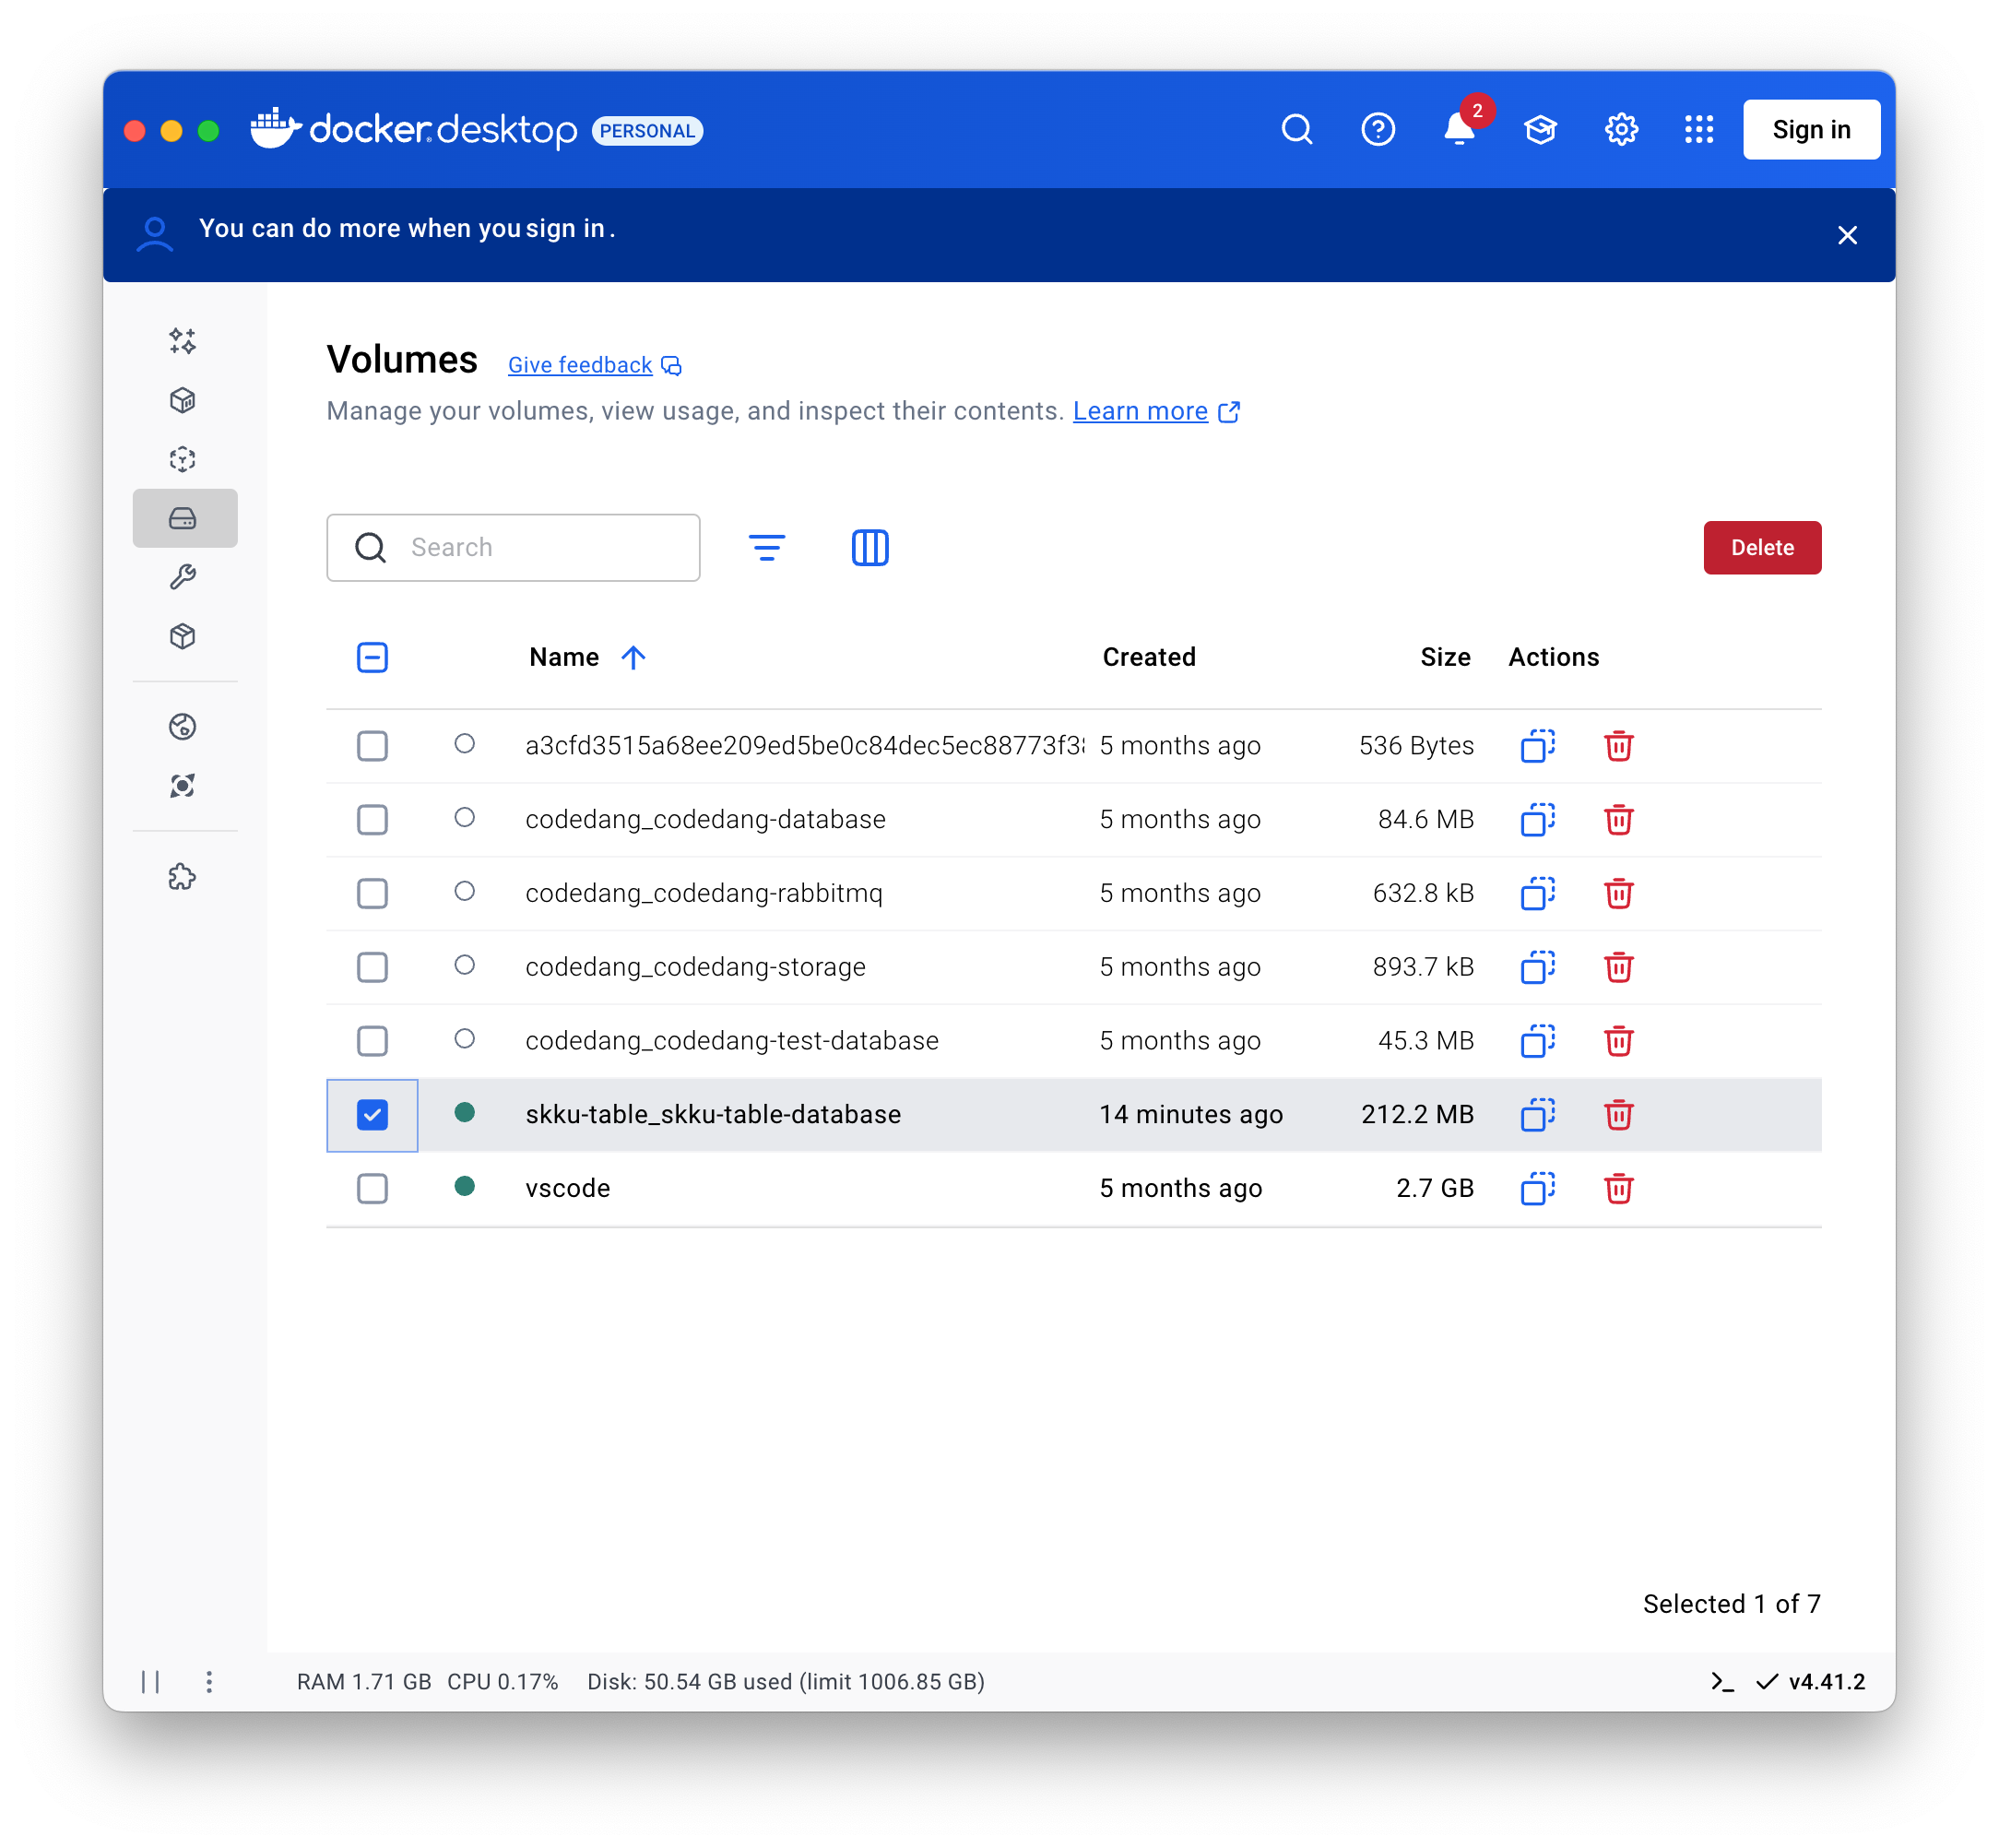 docker.desktop PERSONAL 2 Sign in
You can do more when you sign in.
Volumes Give feedback
Manage your volumes, view usage, and inspect their contents. Learn more
Search Delete
Name Created Size Actions
a3cfd3515a68ee209ed5be0c84dec5ec88773f3 5 months ago 536 Bytes
codedang_codedang-database 5 months ago 84.6 MB
codedang_codedang-rabbitmq 5 months ago 632.8 kB
codedang_codedang-storage 5 months ago 893.7 kB
codedang_codedang-test-database 5 months ago 45.3 MB
skku-table_skku-table-database 14 minutes ago 212.2 MB
vscode 5 months ago 2.7 GB
Selected 1 of 7
RAM 1.71 GB CPU 0.17% Disk: 50.54 GB used (limit 1006.85 GB) v4.41.2